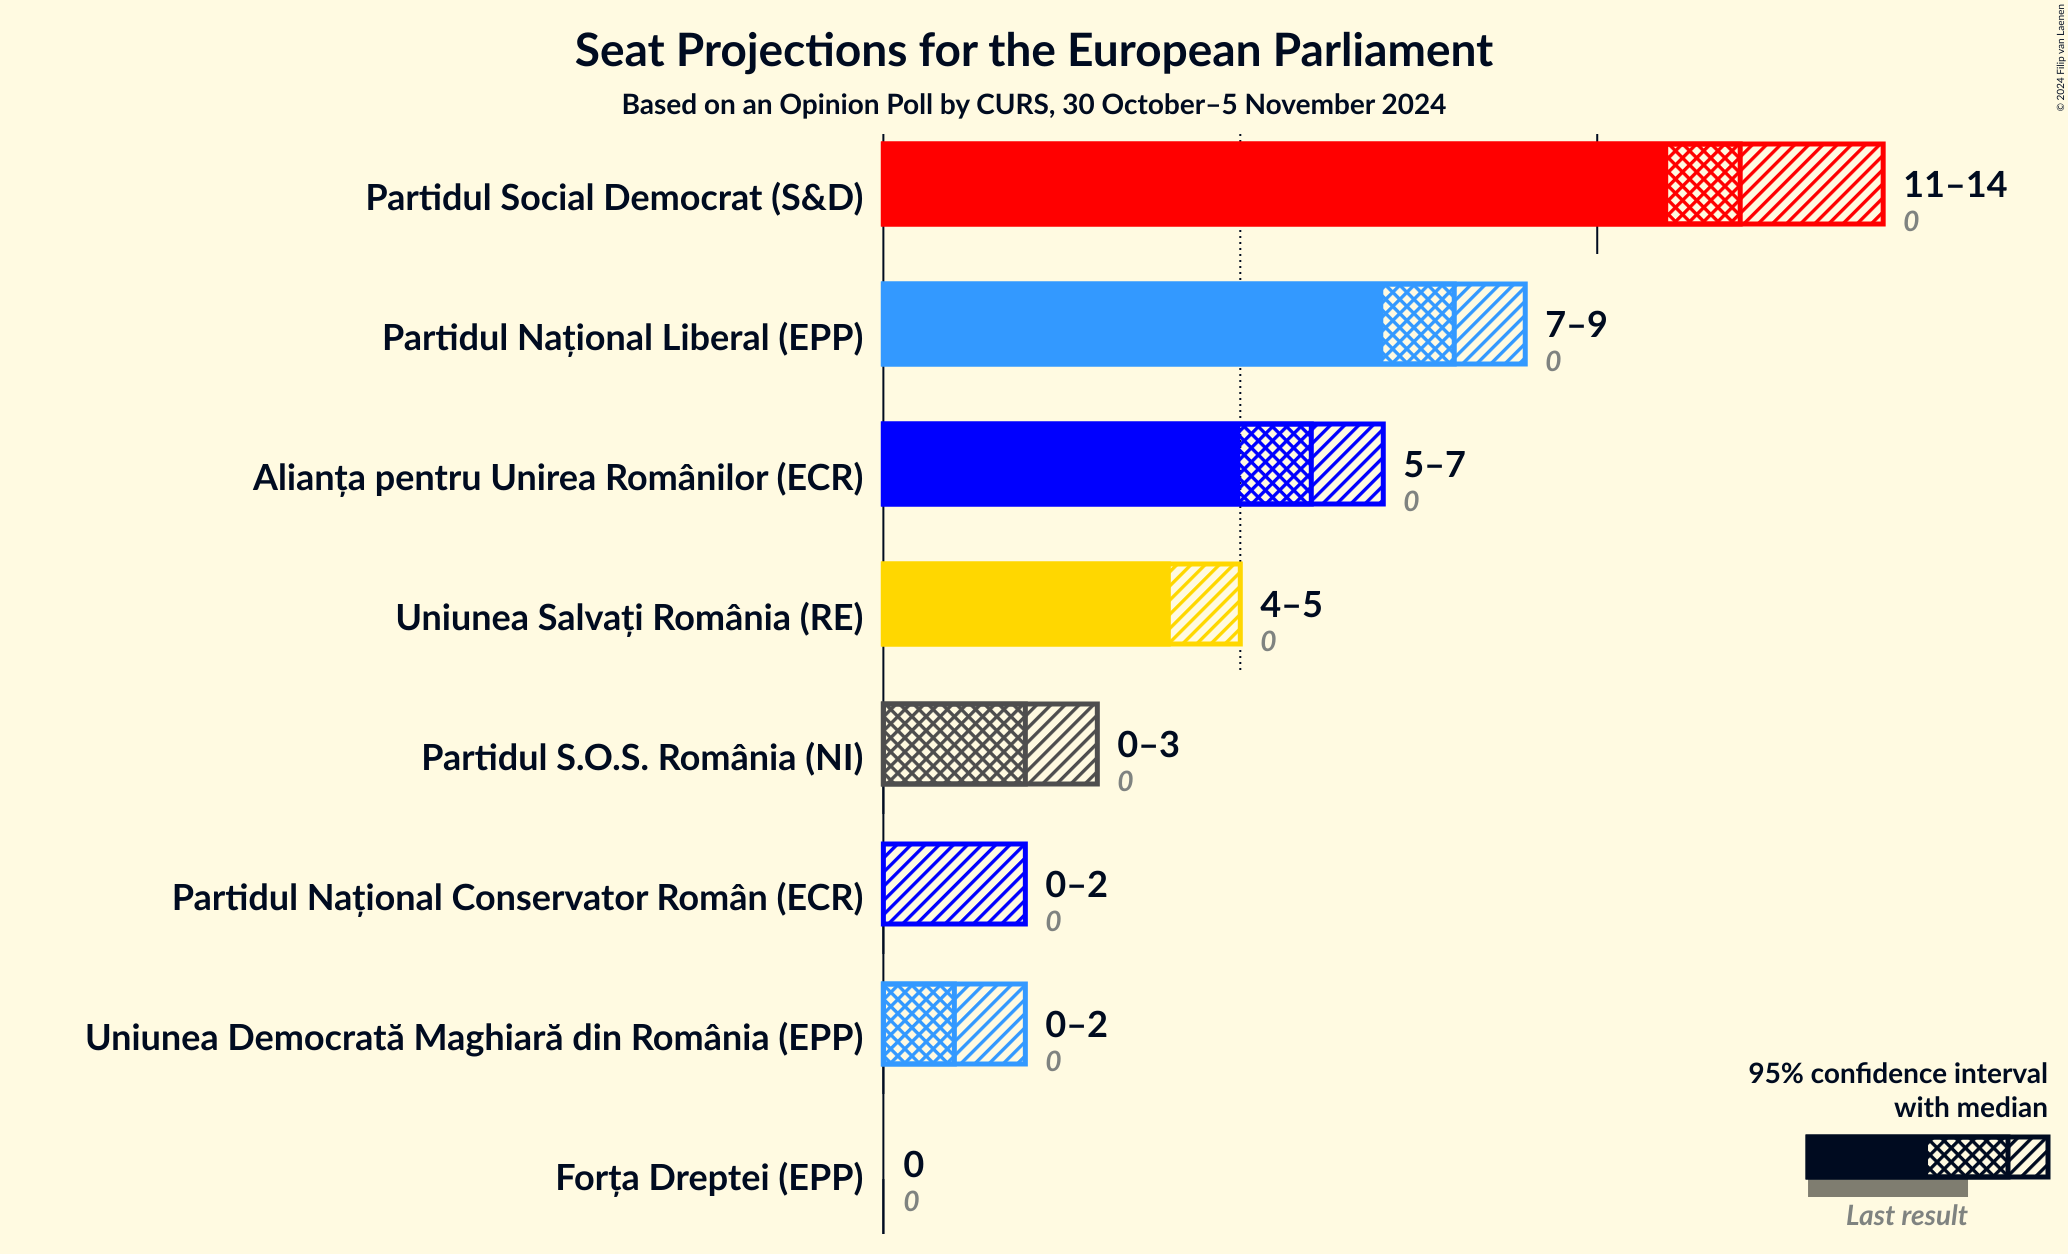 Seat Projections for the European Parliament
Based on an Opinion Poll by CURS, 30 October–5 November 2024
© 2024 Filip van Laenen
Partidul Social Democrat (S&D)
11–14
0
Partidul Național Liberal (EPP)
7–9
0
Alianța pentru Unirea Românilor (ECR)
5–7
0
Uniunea Salvați România (RE)
4–5
0
Partidul S.O.S. România (NI)
0–3
0
Partidul Național Conservator Român (ECR)
0–2
0
Uniunea Democrată Maghiară din România (EPP)
0–2
0
Forța Dreptei (EPP)
0
0
95% confidence interval
with median
Last result